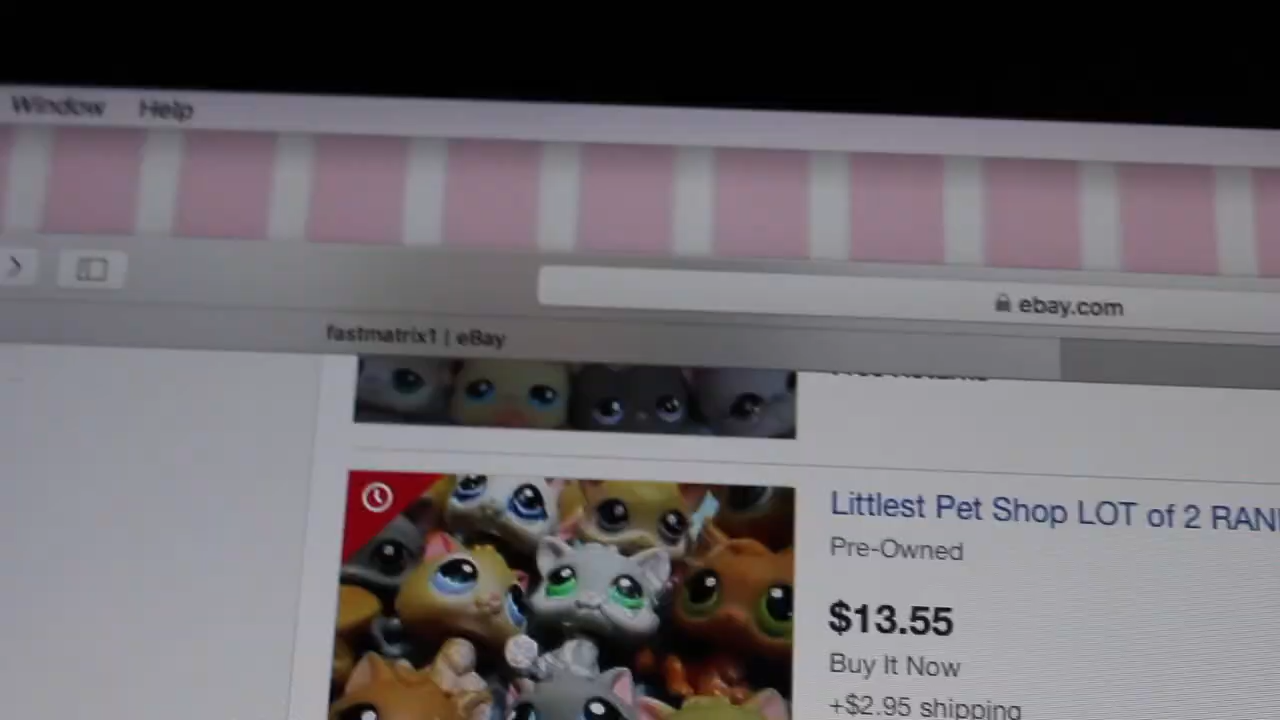 Window Help
ebay.com
fastmatrix1 | eBay
Littlest Pet Shop LOT of 2
Pre-Owned
$13.55
Buy It Now
+$2.95 shipping